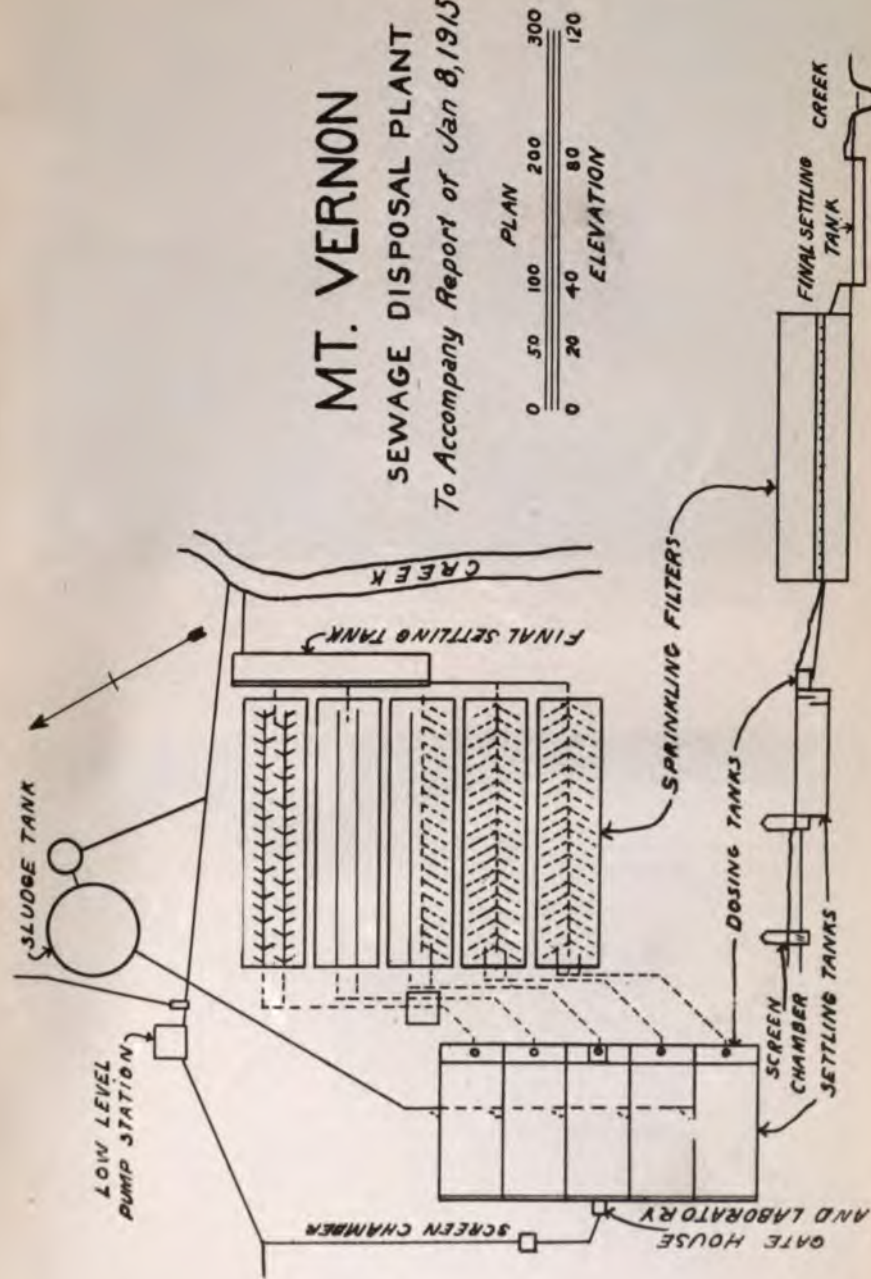 MT. VERNON
SEWAGE DISPOSAL PLANT
To Accompany Report of Jan 8, 1915
PLAN
0 50 100 200 300
0 20 40 80 120
ELEVATION
SLUDGE TANK
LOW LEVEL
PUMP STATION
CREEK
FINAL SETTLING TANK
SCREEN CHAMBER
GATE HOUSE
AND LABORATORY
SPRINKLING FILTERS
DOSING TANKS
SCREEN
CHAMBER
SETTLING TANKS
FINAL SETTLING
TANK
CREEK